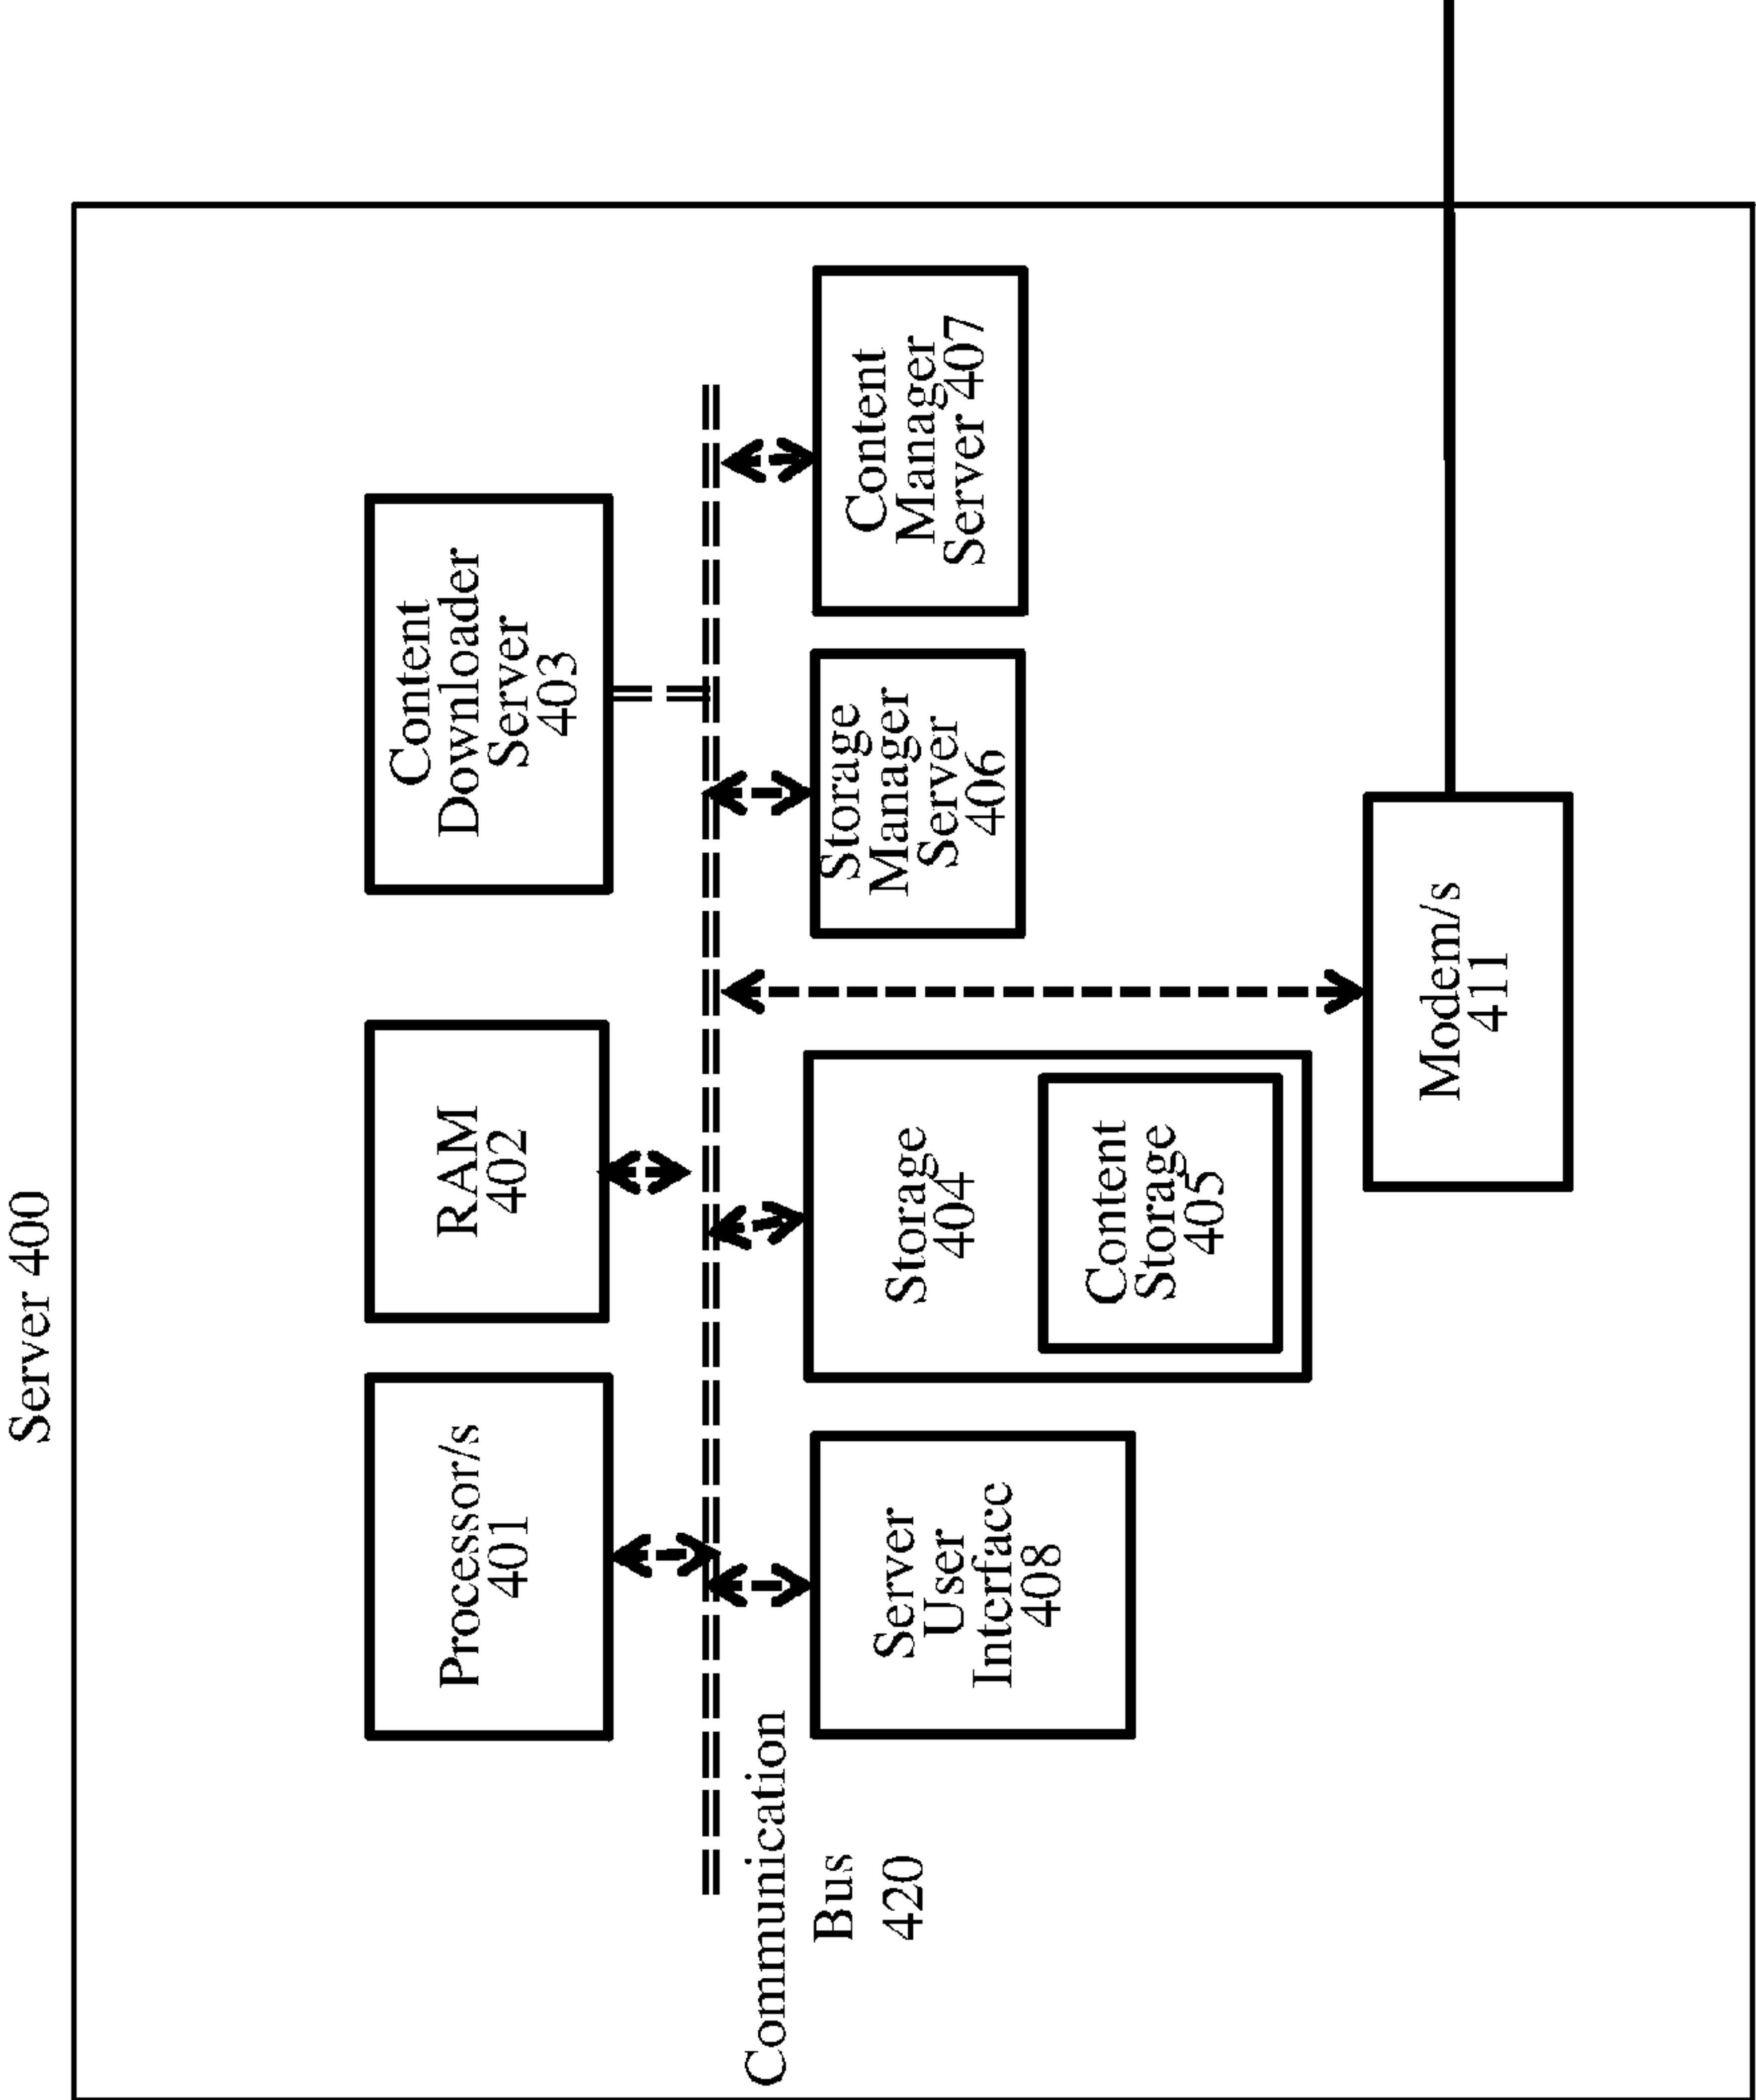 Server 400
Processor/s
401
RAM
402
Content
Downloader
Server
403
Communication
Bus
420
Server
User
Interface
408
Storage
404
Content
Storage
405
Storage
Manager
Server
406
Content
Manager
Server 407
Modem/s
411